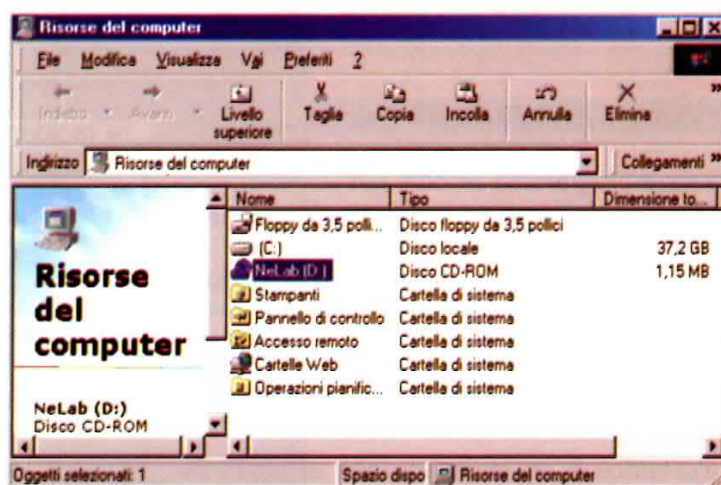 Risorse del computer
File Modifica Visualizza Vai Preferiti ?
Indietro Avanti Livello superiore Taglia Copia Incolla Annulla Elimina »
Indirizzo Risorse del computer Collegamenti »
Risorse del computer
NeLab (D:)
Disco CD-ROM
Nome Tipo Dimensione to...
Floppy da 3,5 polli... Disco floppy da 3,5 pollici
(C:) Disco locale 37,2 GB
NeLab (D:) Disco CD-ROM 1,15 MB
Stampanti Cartella di sistema
Pannello di controllo Cartella di sistema
Accesso remoto Cartella di sistema
Cartelle Web Cartella di sistema
Operazioni pianific... Cartella di sistema
Oggetti selezionati: 1 Spazio dispo Risorse del computer